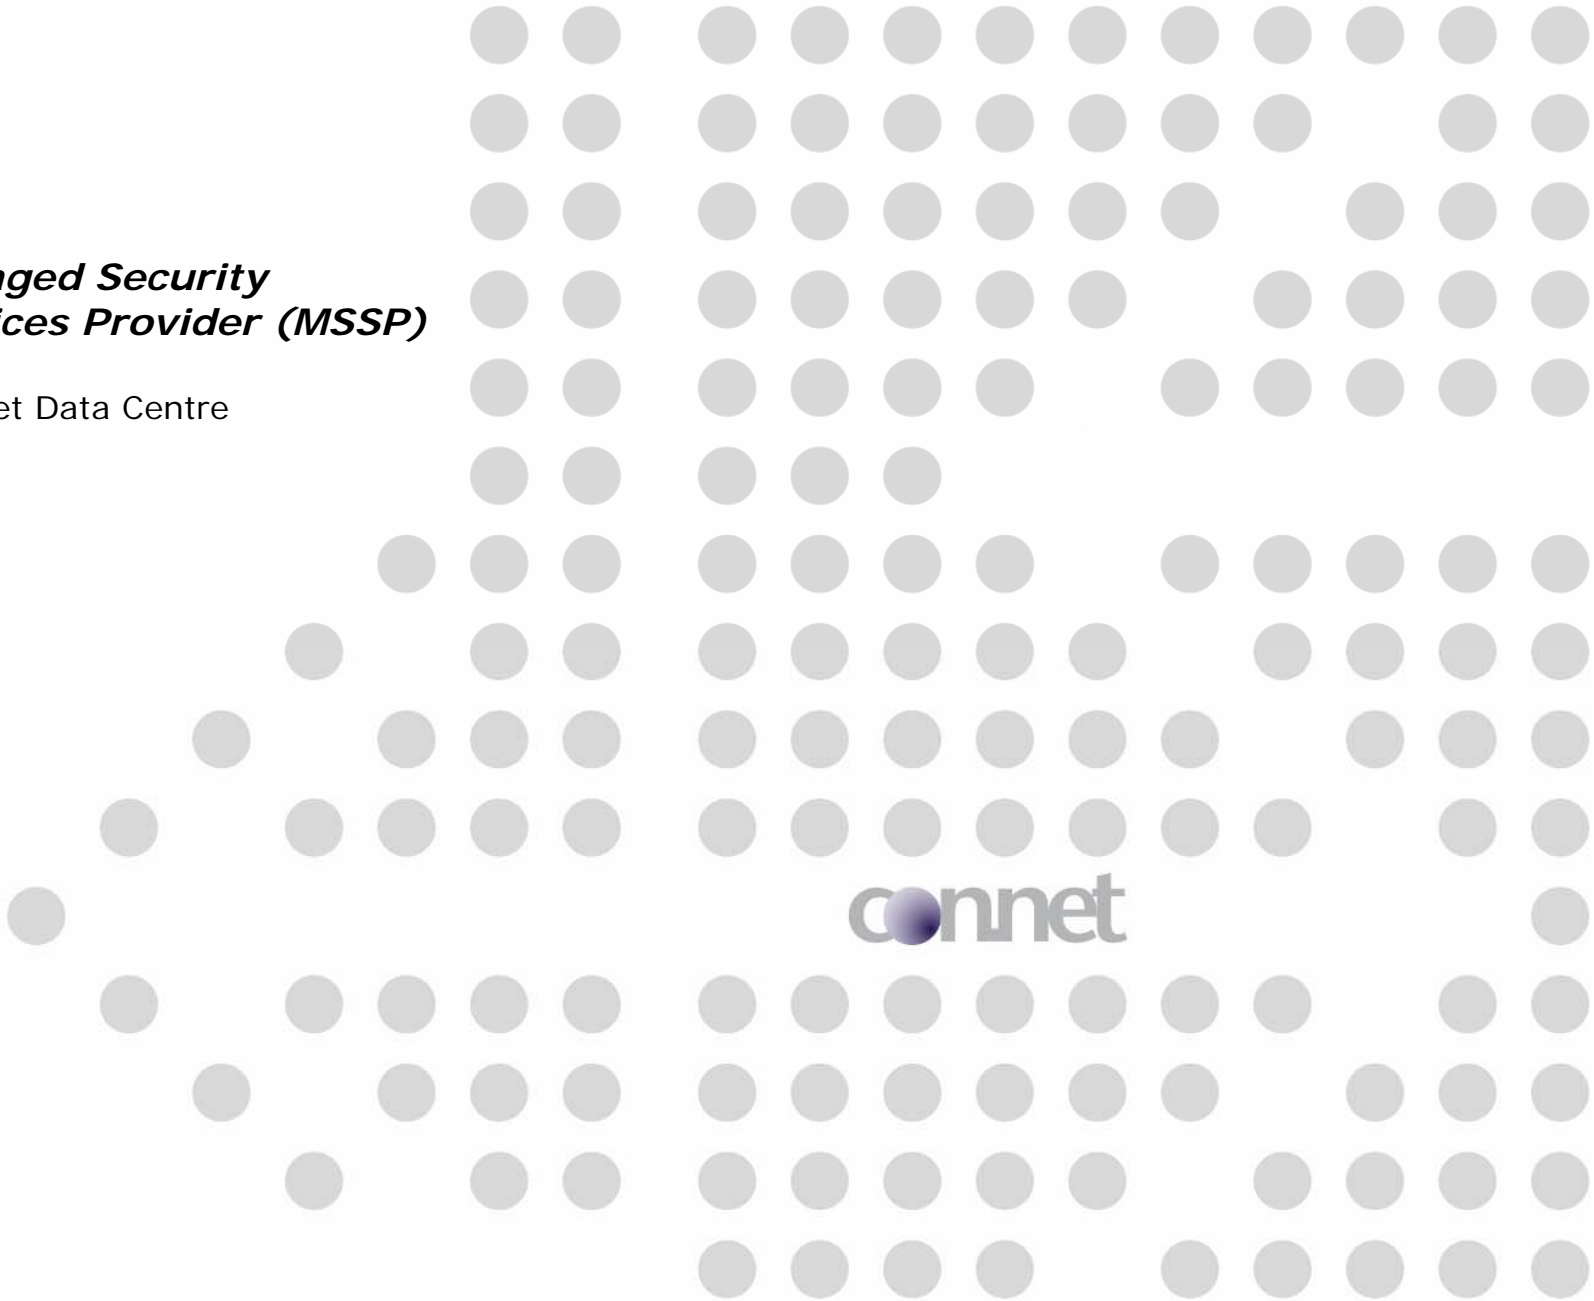 aged Security
ices Provider (MSSP)
et Data Centre
connet